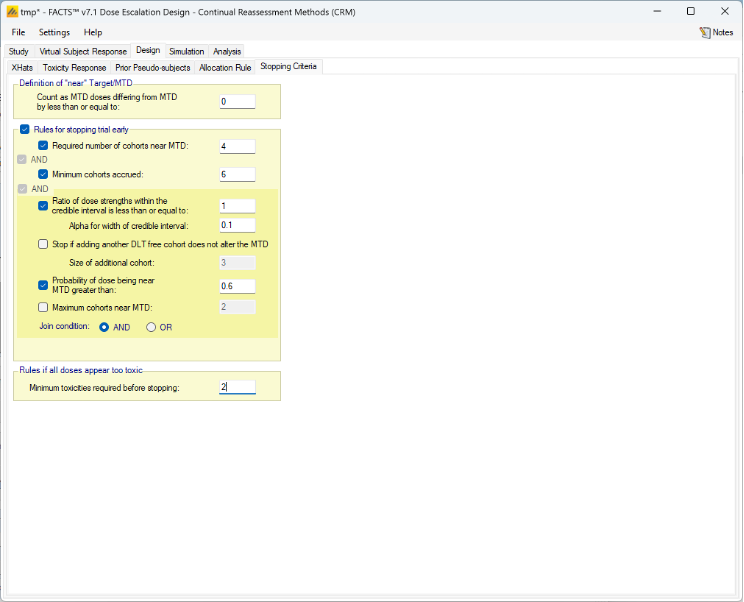 tmp* - FACTS™ v7.1 Dose Escalation Design - Continual Reassessment Methods (CRM)
File Settings Help Notes
Study Virtual Subject Response Design Simulation Analysis
XHats Toxicity Response Prior Pseudo-subjects Allocation Rule Stopping Criteria
Definition of "near" Target/MTD
Count as MTD doses differing from MTD
by less than or equal to: 0
Rules for stopping trial early
Required number of cohorts near MTD: 4
AND
Minimum cohorts accrued: 6
AND
Ratio of dose strengths within the
credible interval is less than or equal to: 1
Alpha for width of credible interval: 0.1
Stop if adding another DLT free cohort does not alter the MTD
Size of additional cohort: 3
Probability of dose being near
MTD greater than: 0.6
Maximum cohorts near MTD: 2
Join condition: AND OR
Rules if all doses appear too toxic
Minimum toxicities required before stopping: 2